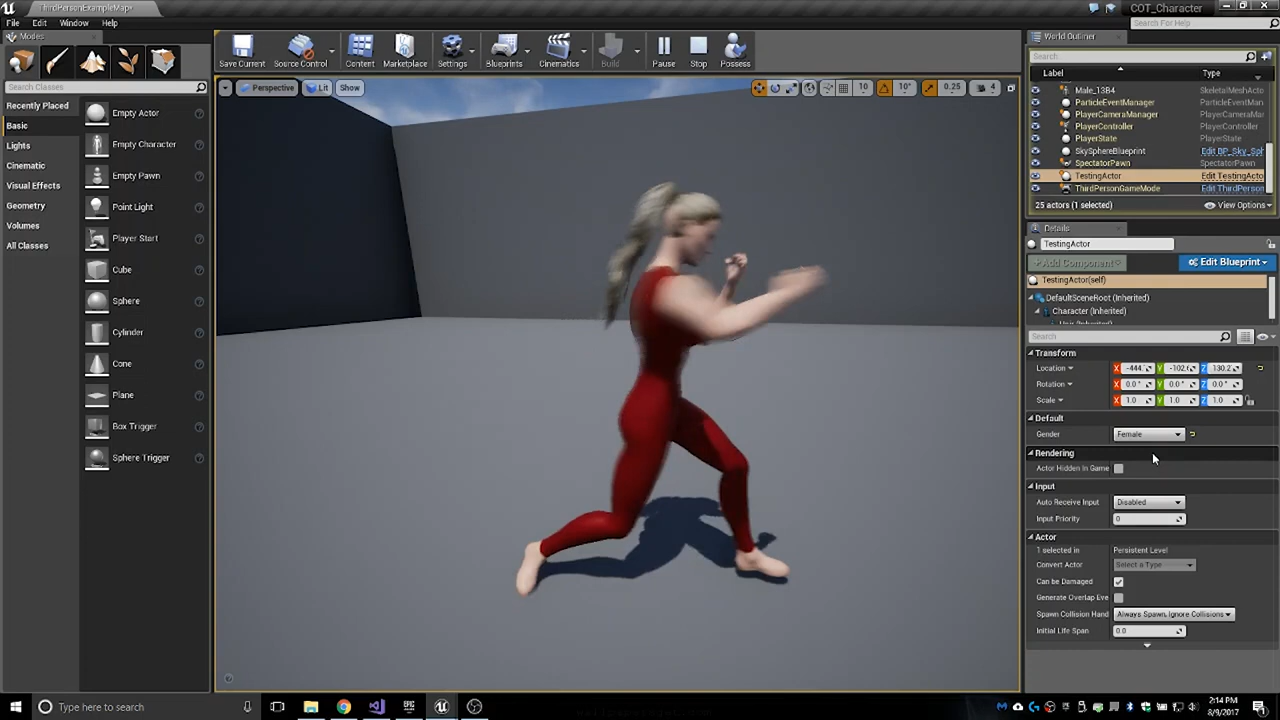 ThirdPersonExampleMap*
COT_Character
File Edit Window Help
Search For Help
Modes
Search Classes
Recently Placed
Basic
Lights
Cinematic
Visual Effects
Geometry
Volumes
All Classes
Empty Actor
Empty Character
Empty Pawn
Point Light
Player Start
Cube
Sphere
Cylinder
Cone
Plane
Box Trigger
Sphere Trigger
Save Current
Source Control
Content
Marketplace
Settings
Blueprints
Cinematics
Build
Pause
Stop
Possess
Perspective
Lit
Show
10
10°
0.25
4
World Outliner
Search
Label Type
Male_13B4 SkeletalMeshActo
ParticleEventManager ParticleEventMa
PlayerCameraManager PlayerCameraMar
PlayerController PlayerController
PlayerState PlayerState
SkySphereBlueprint Edit BP_Sky_Sph
SpectatorPawn SpectatorPawn
TestingActor Edit TestingActo
ThirdPersonGameMode Edit ThirdPerson
25 actors (1 selected) View Options
Details
TestingActor
+Add Component
Edit Blueprint
TestingActor(self)
DefaultSceneRoot (Inherited)
Character (Inherited)
Hair (Inherited)
Search
Transform
Location X -444. Y -102.( Z 130.2
Rotation X 0.0 ° Y 0.0 ° Z 0.0 °
Scale X 1.0 Y 1.0 Z 1.0
Default
Gender Female
Rendering
Actor Hidden In Game
Input
Auto Receive Input Disabled
Input Priority 0
Actor
1 selected in Persistent Level
Convert Actor Select a Type
Can be Damaged
Generate Overlap Eve
Spawn Collision Hand Always Spawn, Ignore Collisions
Initial Life Span 0.0
Type here to search
2:14 PM
8/9/2017